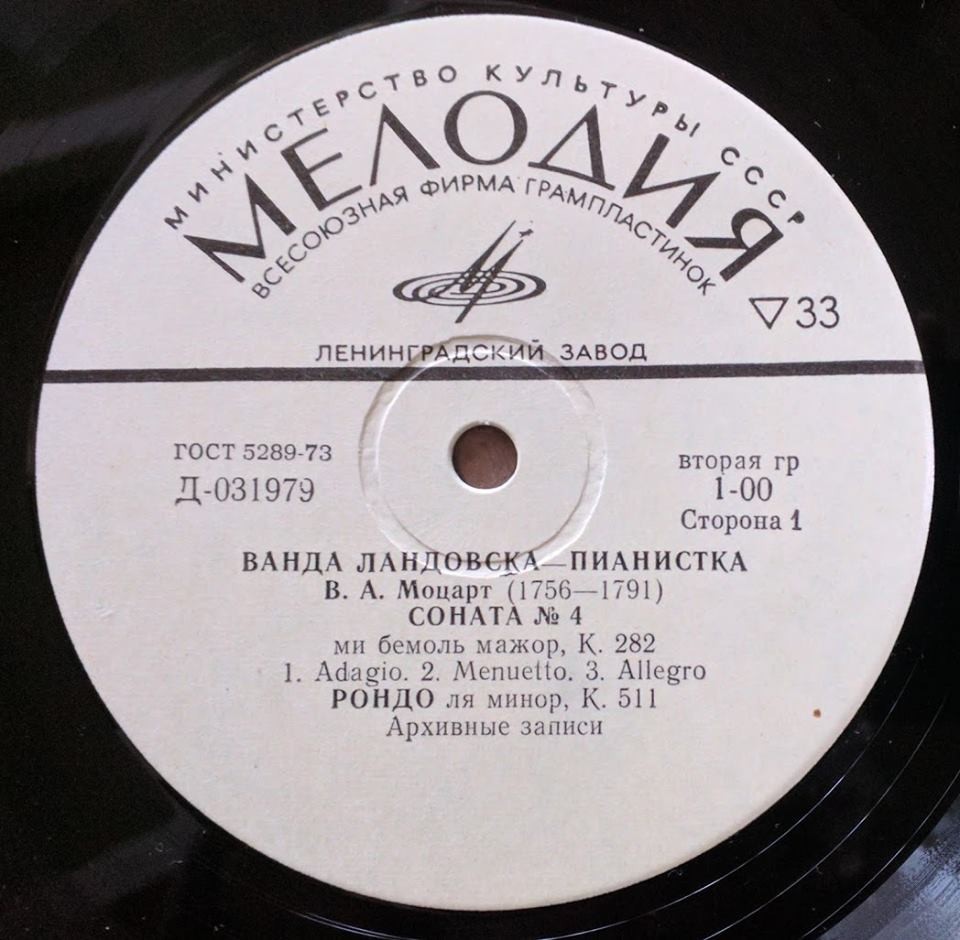 МИНИСТЕРСТВО КУЛЬТУРЫ СССР
МЕЛОДИЯ
ВСЕСОЮЗНАЯ ФИРМА ГРАМПЛАСТИНОК
▽33
ЛЕНИНГРАДСКИЙ ЗАВОД
ГОСТ 5289-73
Д-031979
вторая гр
1-00
Сторона 1
ВАНДА ЛАНДОВСКА—ПИАНИСТКА
В. А. Моцарт (1756—1791)
СОНАТА № 4
ми бемоль мажор, К. 282
1. Adagio. 2. Menuetto. 3. Allegro
РОНДО ля минор, К. 511
Архивные записи